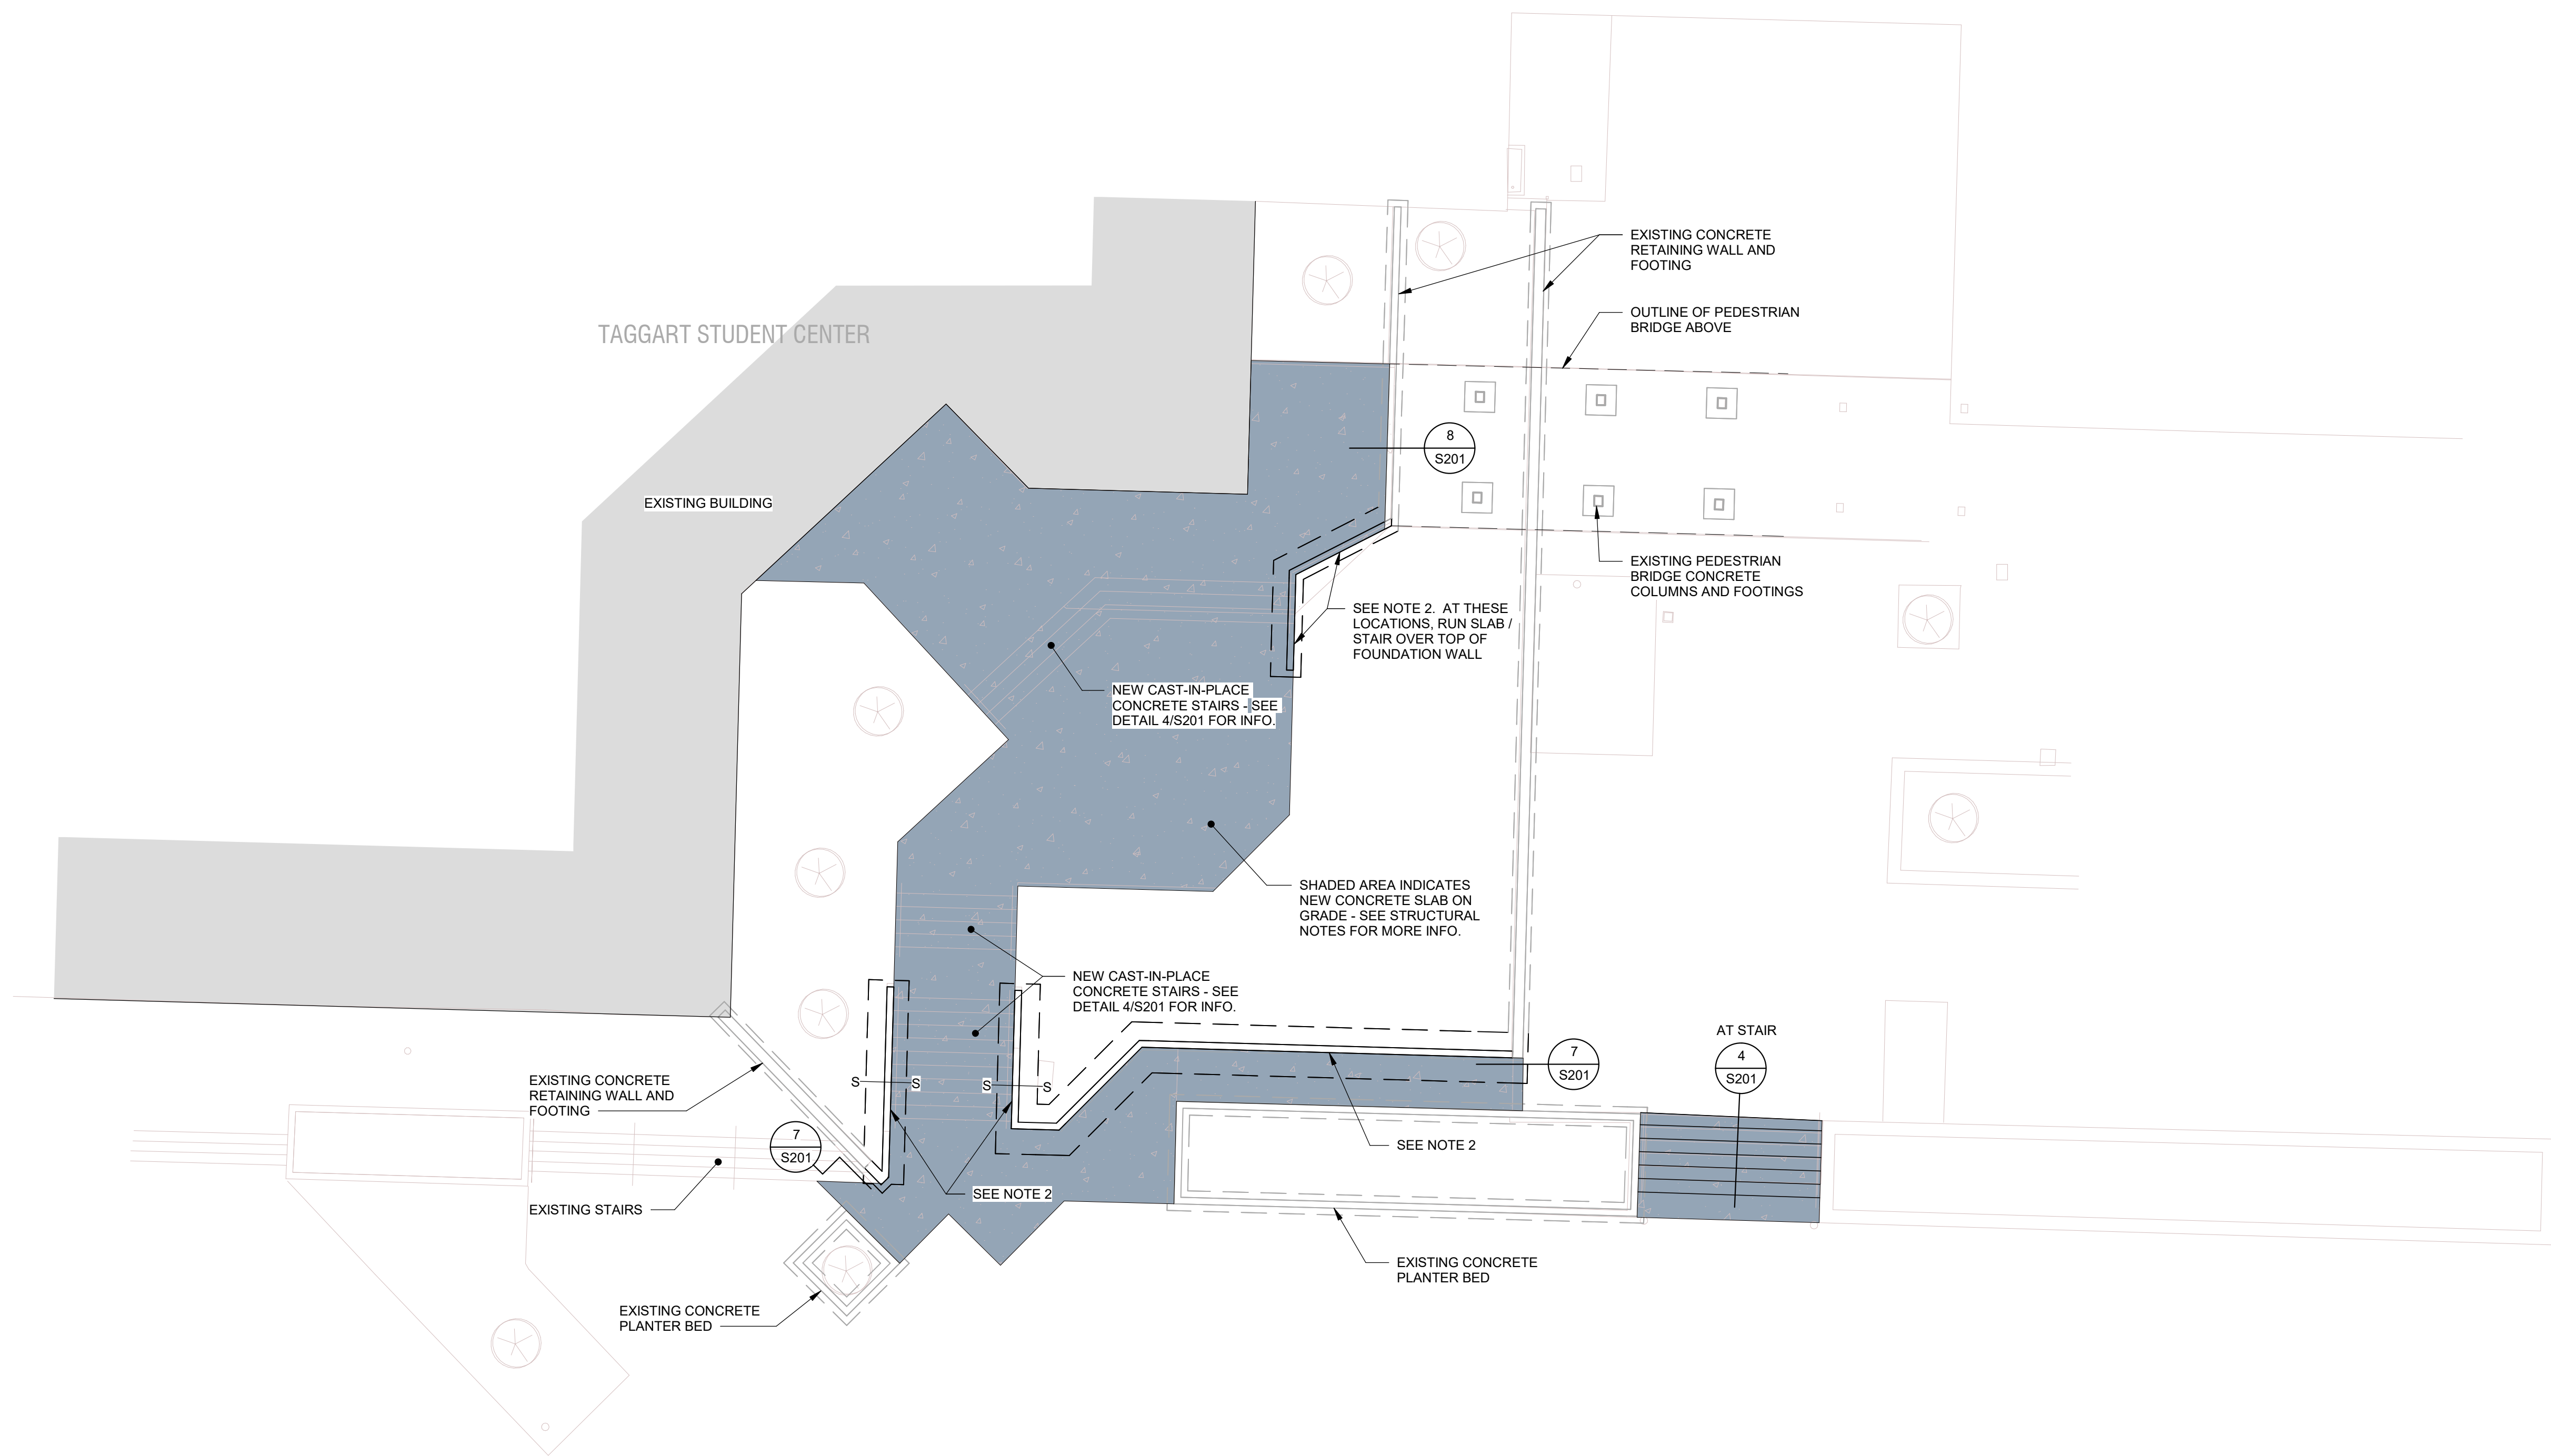 EXISTING CONCRETE
RETAINING WALL AND
FOOTING
OUTLINE OF PEDESTRIAN
BRIDGE ABOVE
TAGGART STUDENT CENTER
8
S201
EXISTING BUILDING
EXISTING PEDESTRIAN
BRIDGE CONCRETE
COLUMNS AND FOOTINGS
SEE NOTE 2. AT THESE
LOCATIONS, RUN SLAB /
STAIR OVER TOP OF
FOUNDATION WALL
NEW CAST-IN-PLACE
CONCRETE STAIRS - SEE
DETAIL 4/S201 FOR INFO.
SHADED AREA INDICATES
NEW CONCRETE SLAB ON
GRADE - SEE STRUCTURAL
NOTES FOR MORE INFO.
NEW CAST-IN-PLACE
CONCRETE STAIRS - SEE
DETAIL 4/S201 FOR INFO.
AT STAIR
4
S201
7
S201
EXISTING CONCRETE
RETAINING WALL AND
FOOTING
S S S S
7
S201
SEE NOTE 2
SEE NOTE 2
EXISTING STAIRS
EXISTING CONCRETE
PLANTER BED
EXISTING CONCRETE
PLANTER BED